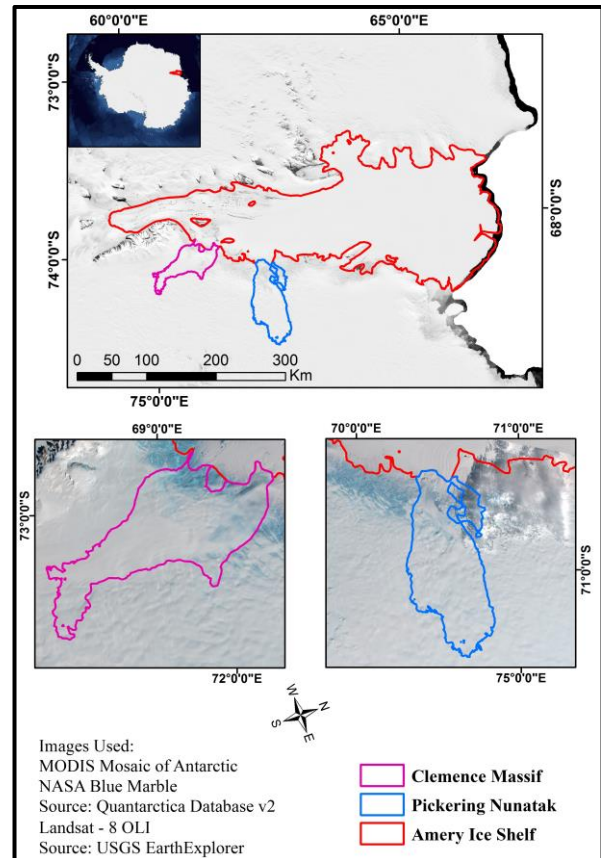 60°0'0"E
65°0'0"E
73°0'0"S
68°0'0"S
74°0'0"S
0 50 100 200 300
Km
75°0'0"E
69°0'0"E
70°0'0"E
71°0'0"E
73°0'0"S
71°0'0"S
72°0'0"E
75°0'0"E
W
N
S
E
Images Used:
MODIS Mosaic of Antarctic
NASA Blue Marble
Source: Quantarctica Database v2
Landsat - 8 OLI
Source: USGS EarthExplorer
Clemence Massif
Pickering Nunatak
Amery Ice Shelf